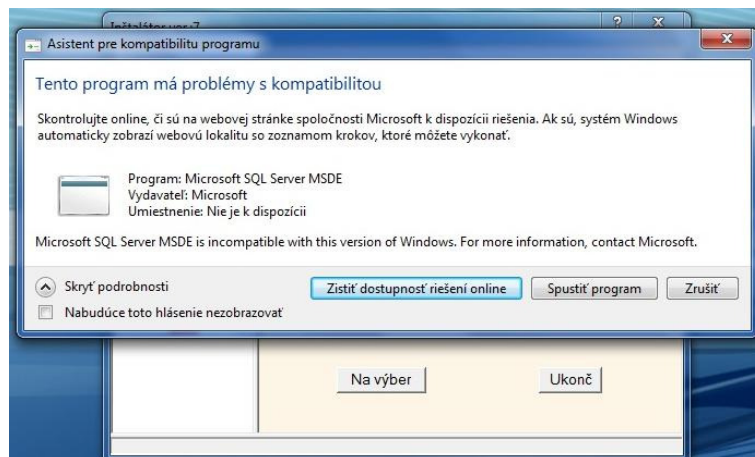 Inštalátor ver.:7
Asistent pre kompatibilitu programu
Tento program má problémy s kompatibilitou
Skontrolujte online, či sú na webovej stránke spoločnosti Microsoft k dispozícii riešenia. Ak sú, systém Windows
automaticky zobrazí webovú lokalitu so zoznamom krokov, ktoré môžete vykonať.
Program: Microsoft SQL Server MSDE
Vydavateľ: Microsoft
Umiestnenie: Nie je k dispozícii
Microsoft SQL Server MSDE is incompatible with this version of Windows. For more information, contact Microsoft.
Skryť podrobnosti
Zistiť dostupnosť riešení online
Spustiť program
Zrušiť
Nabudúce toto hlásenie nezobrazovať
Na výber
Ukonč